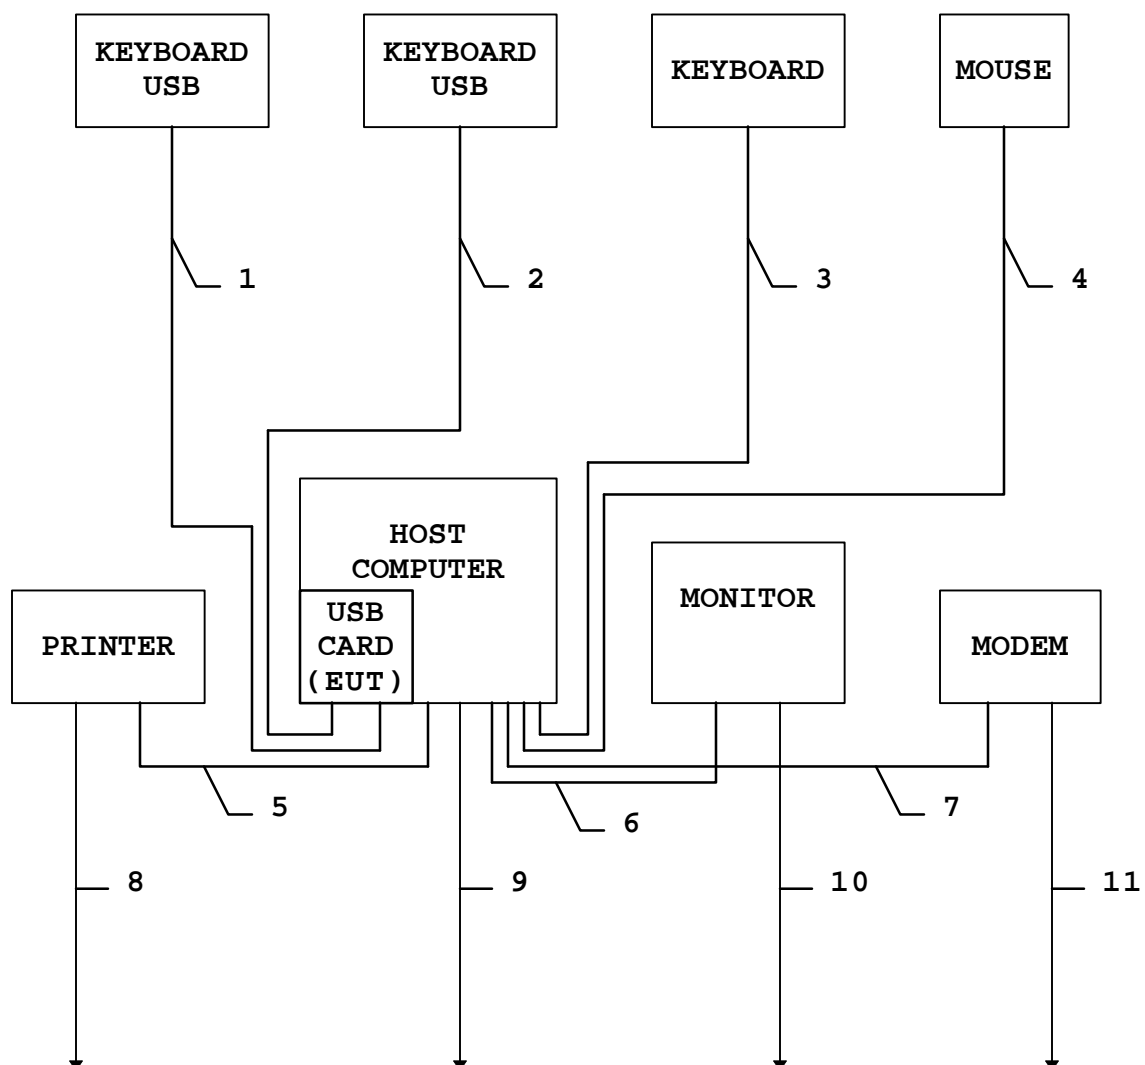 KEYBOARD
USB
KEYBOARD
USB
KEYBOARD
MOUSE
1
2
3
4
HOST
COMPUTER
USB
CARD
(EUT)
PRINTER
MONITOR
MODEM
5
6
7
8
9
10
11